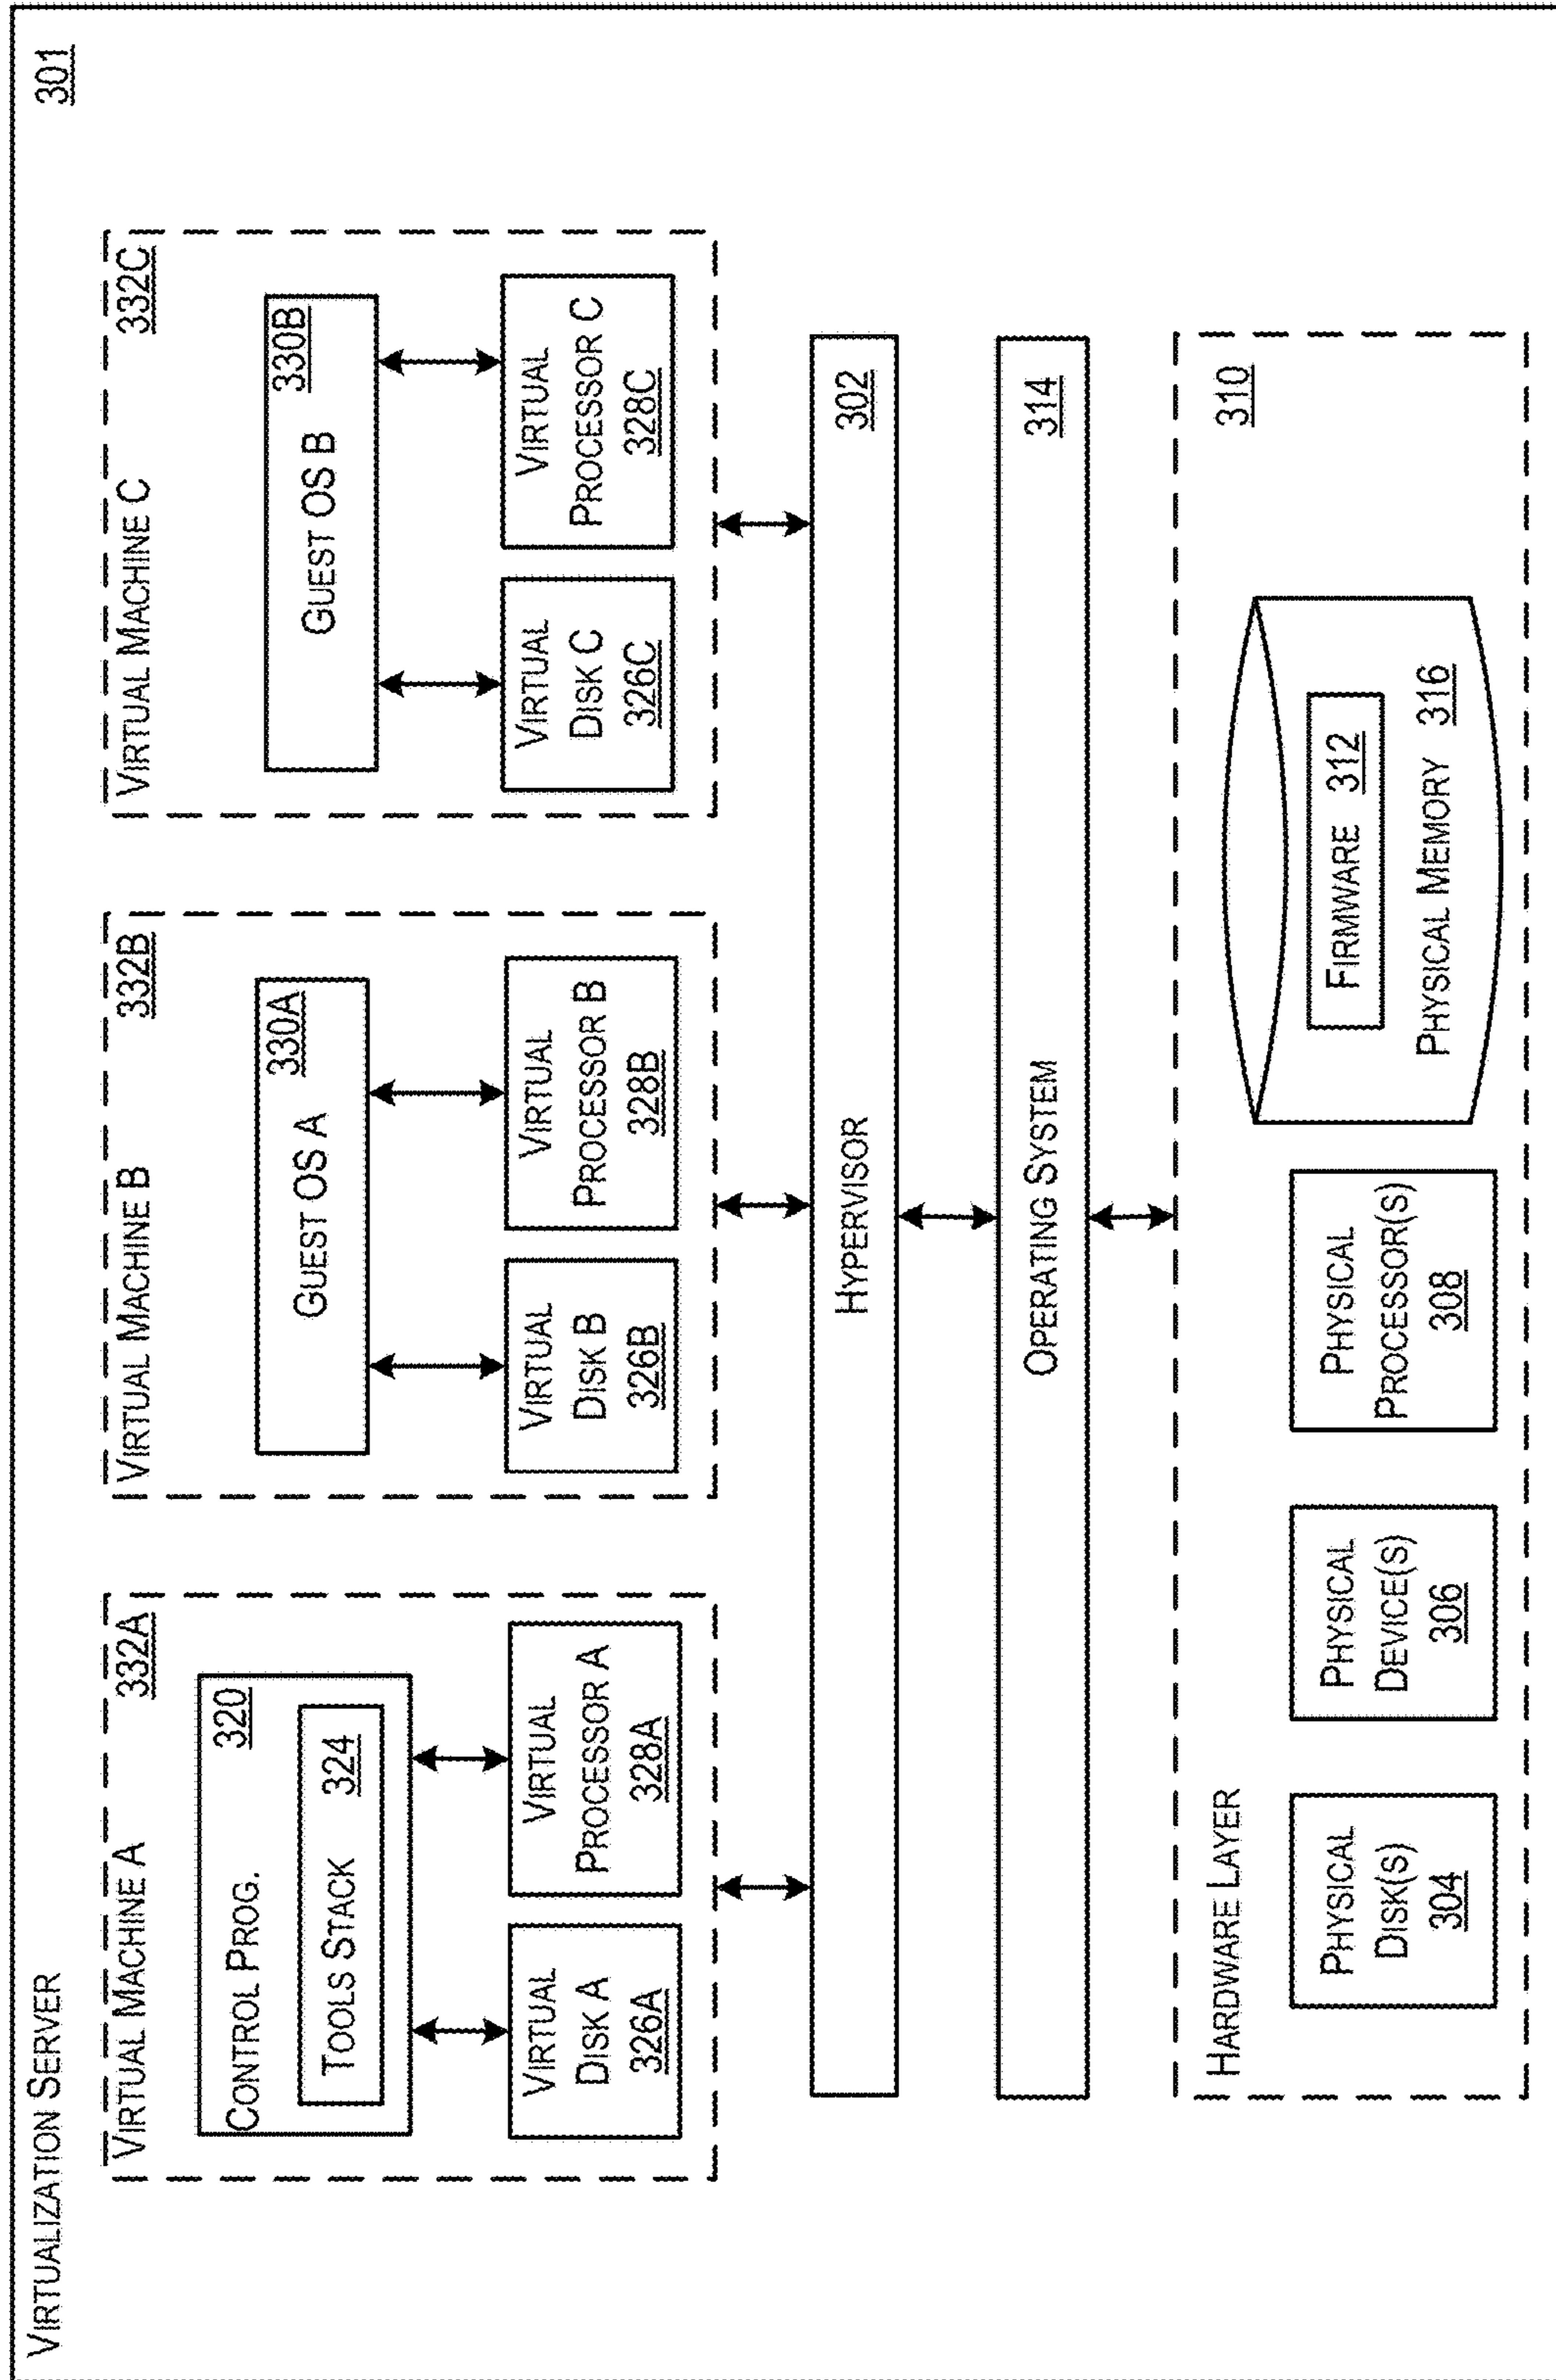 VIRTUALIZATION SERVER
301
VIRTUAL MACHINE A
332A
CONTROL PROG.
320
TOOLS STACK
324
VIRTUAL
DISK A
326A
VIRTUAL
PROCESSOR A
328A
VIRTUAL MACHINE B
332B
GUEST OS A
330A
VIRTUAL
DISK B
326B
VIRTUAL
PROCESSOR B
328B
VIRTUAL MACHINE C
332C
GUEST OS B
330B
VIRTUAL
DISK C
326C
VIRTUAL
PROCESSOR C
328C
HYPERVISOR
302
OPERATING SYSTEM
314
HARDWARE LAYER
310
PHYSICAL
DISK(S)
304
PHYSICAL
DEVICE(S)
306
PHYSICAL
PROCESSOR(S)
308
FIRMWARE 312
PHYSICAL MEMORY 316